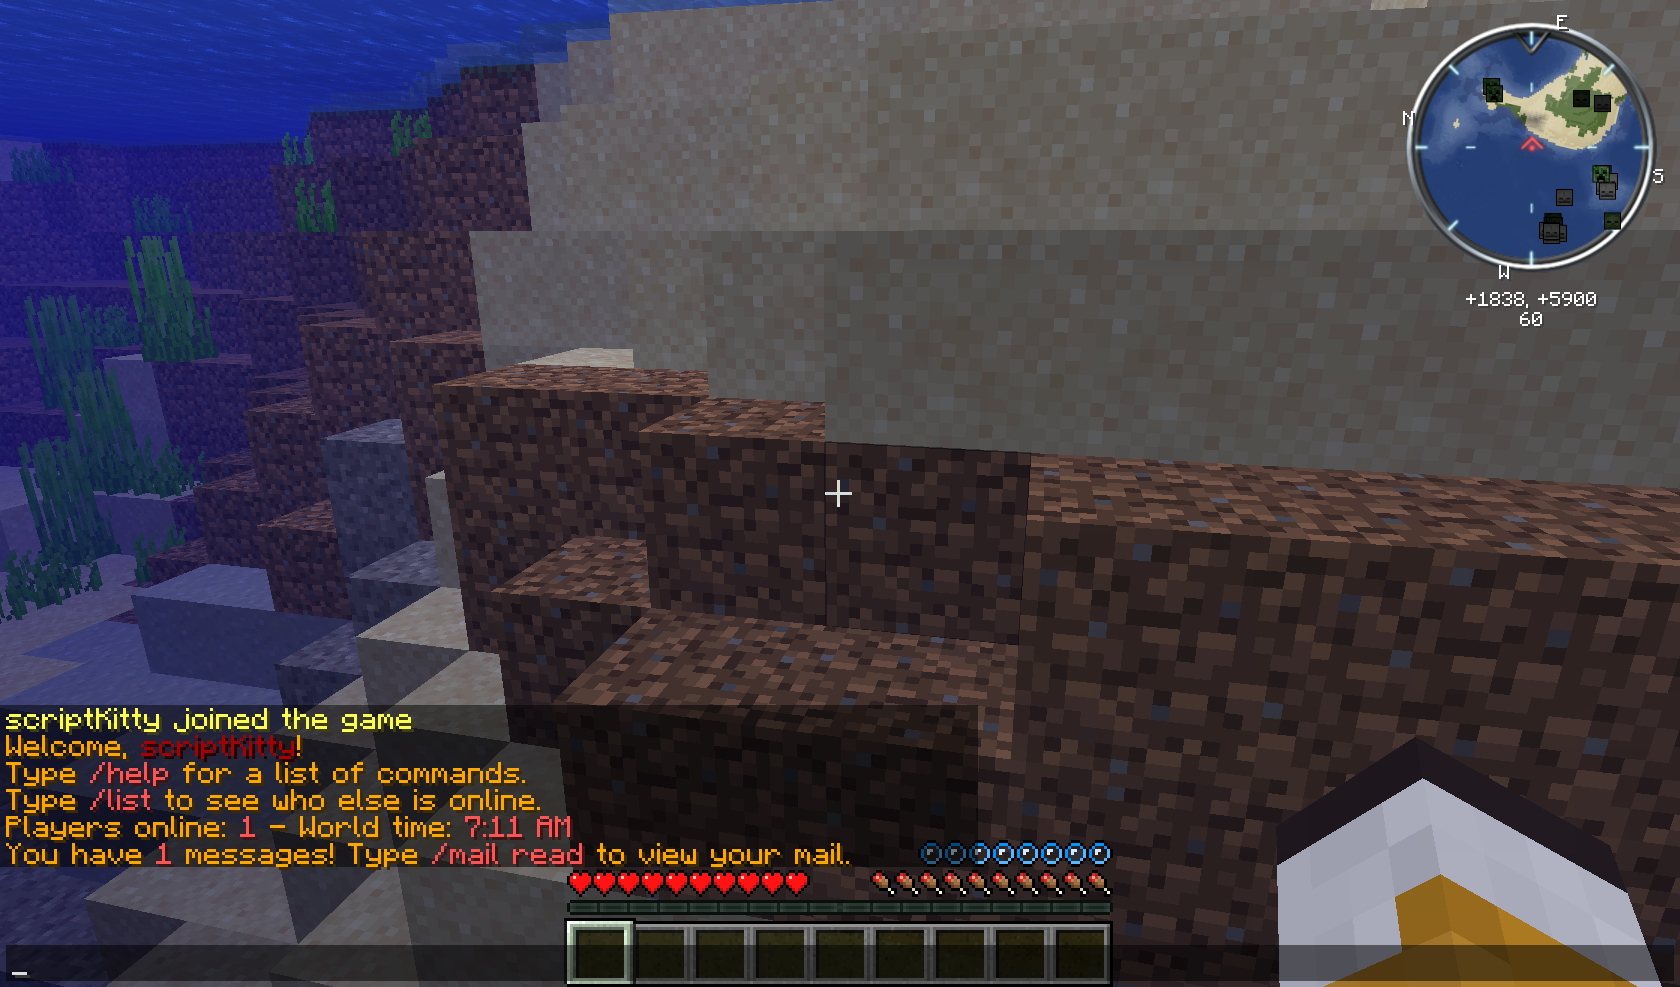 E
N
S
W
+1838, +5900
60
scriptKitty joined the game
Welcome, scriptKitty!
Type /help for a list of commands.
Type /list to see who else is online.
Players online: 1 - World time: 7:11 AM
You have 1 messages! Type /mail read to view your mail.
_